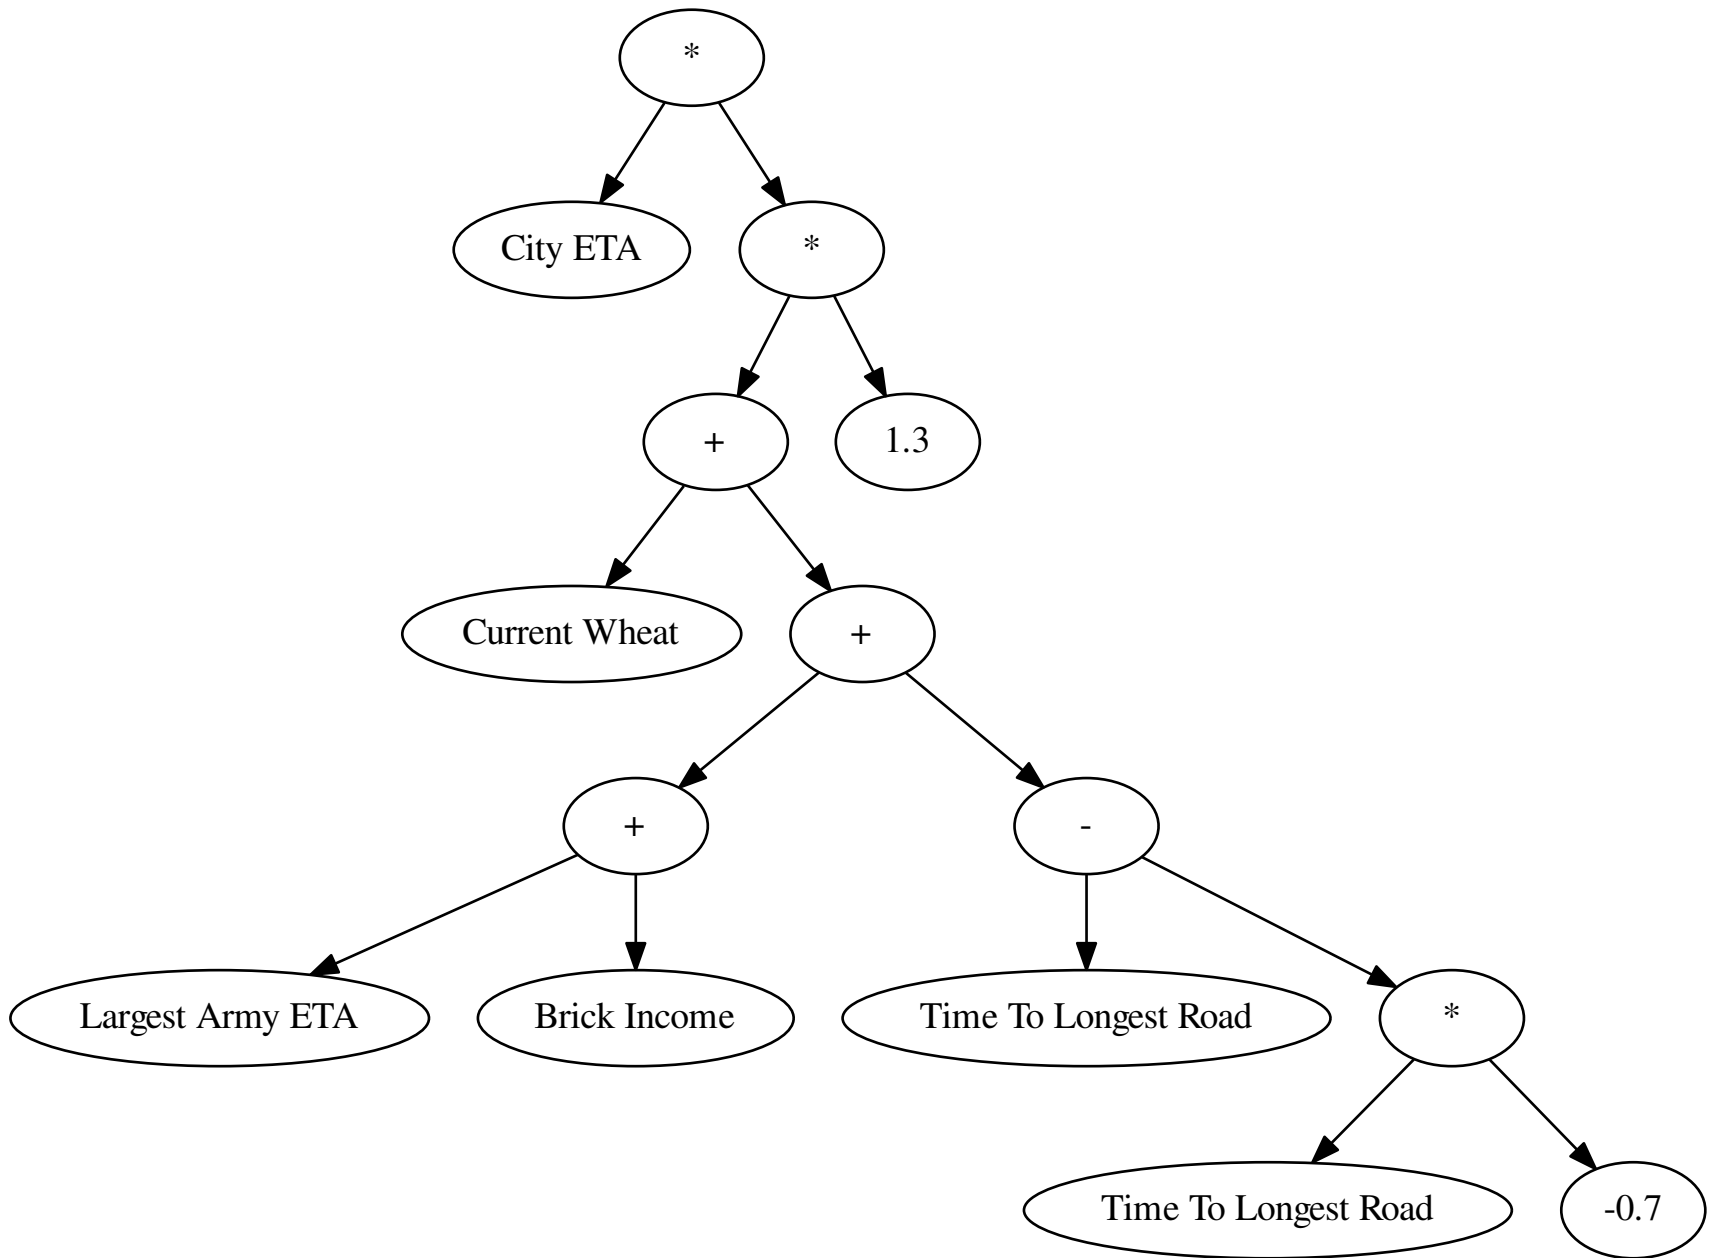 *
City ETA
*
+
1.3
Current Wheat
+
+
-
Largest Army ETA
Brick Income
Time To Longest Road
*
Time To Longest Road
-0.7